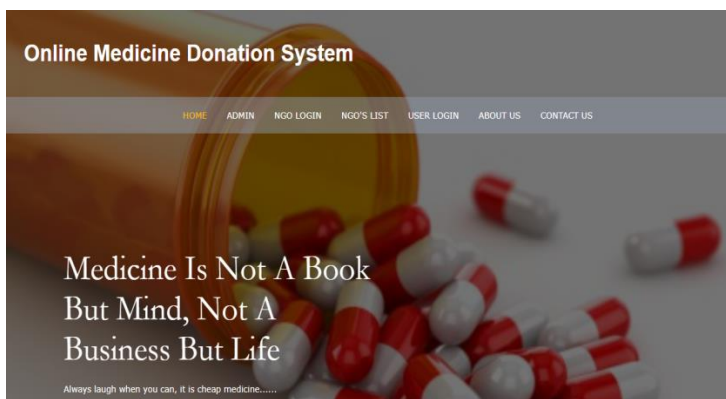 Online Medicine Donation System
HOME ADMIN NGO LOGIN NGO'S LIST USER LOGIN ABOUT US CONTACT US
Medicine Is Not A Book
But Mind, Not A
Business But Life
Always laugh when you can, it is cheap medicine......